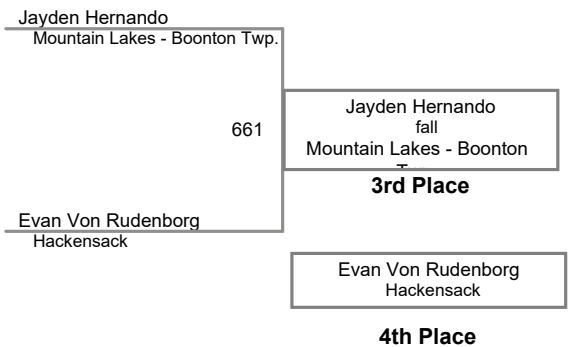 Jayden Hernando
Mountain Lakes - Boonton Twp.
661
Jayden Hernando
fall
Mountain Lakes - Boonton
3rd Place
Evan Von Rudenborg
Hackensack
Evan Von Rudenborg
Hackensack
4th Place